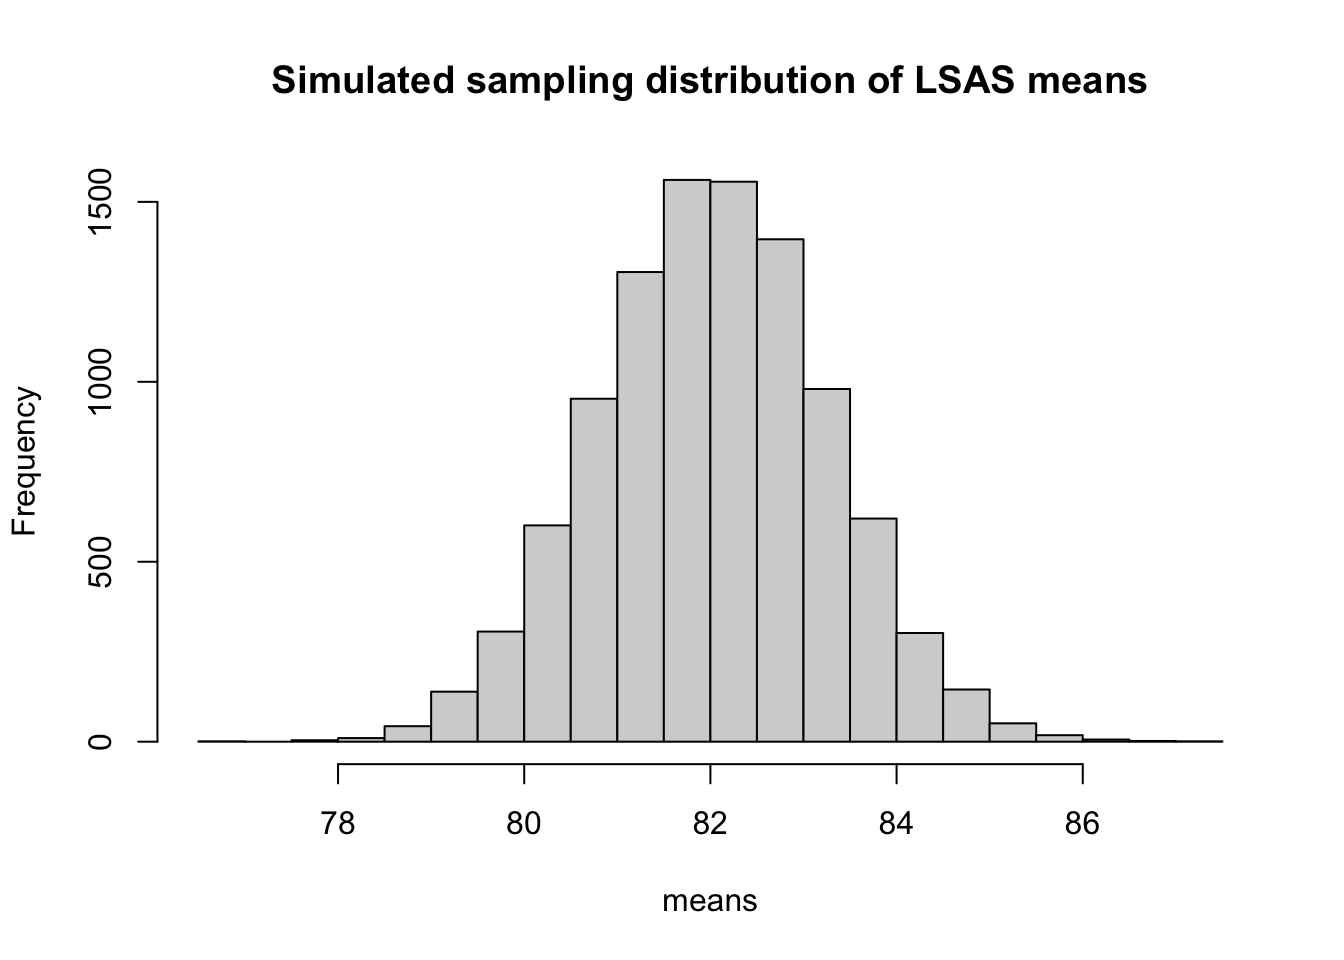 Simulated sampling distribution of LSAS means
1500
1000
500
0
Frequency
78 80 82 84 86
means